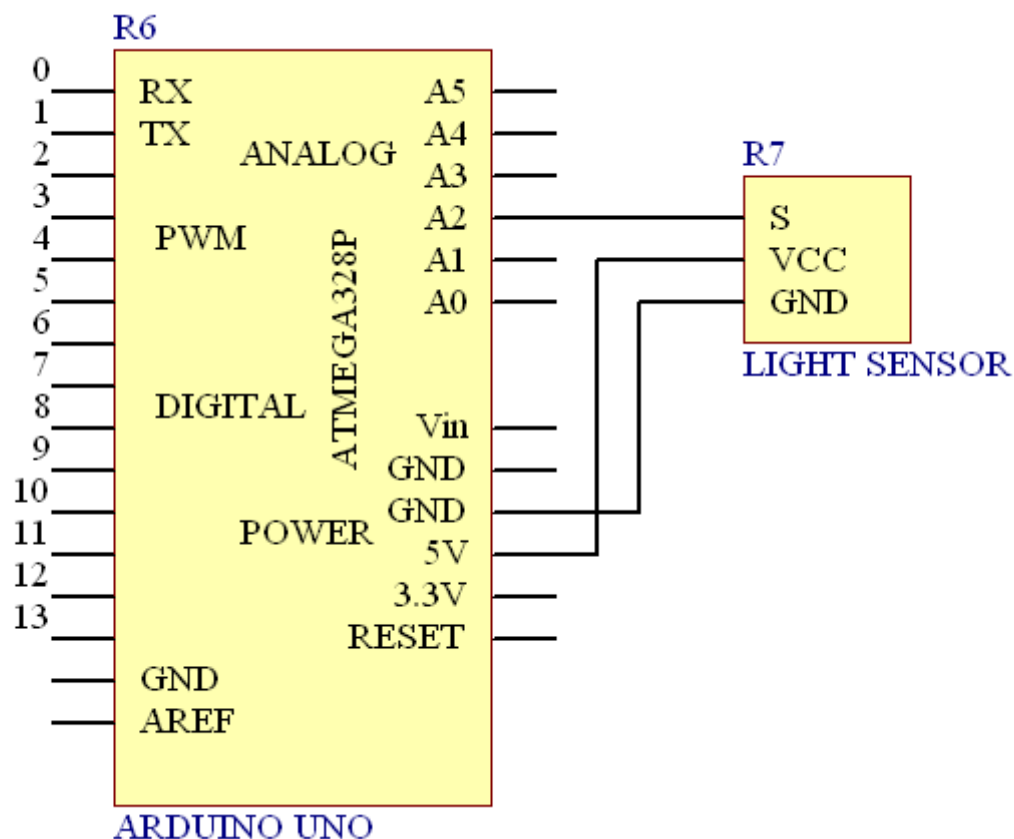 R6
0
1
2
3
4
5
6
7
8
9
10
11
12
13
RX
TX
GND
AREF
ANALOG
PWM
DIGITAL
POWER
ATMEGA328P
A5
A4
A3
A2
A1
A0
Vin
GND
GND
5V
3.3V
RESET
ARDUINO UNO
R7
S
VCC
GND
LIGHT SENSOR